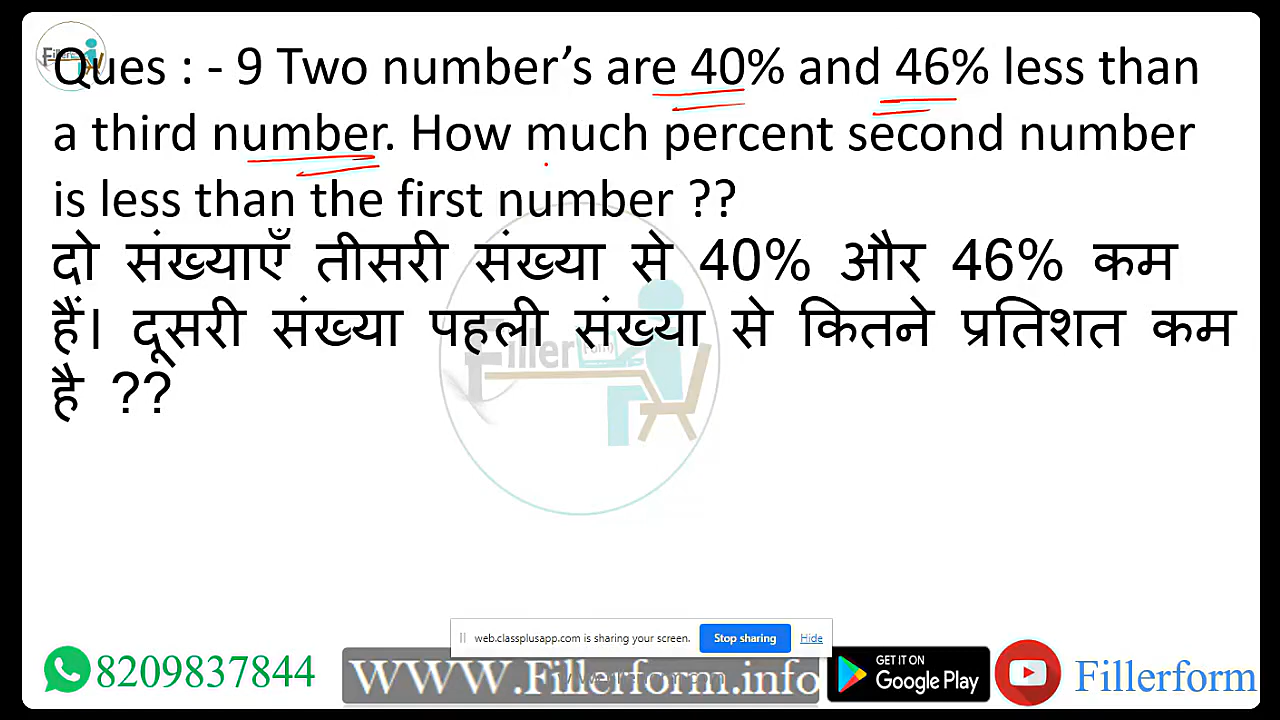 Ques : - 9 Two number’s are 40% and 46% less than
a third number. How much percent second number
is less than the first number ??
दो संख्याएँ तीसरी संख्या से 40% और 46% कम
हैं। दूसरी संख्या पहली संख्या से कितने प्रतिशत कम
है ??
Filler
web.classplusapp.com is sharing your screen. Stop sharing Hide
8209837844 WWW.Fillerform.info GET IT ON Google Play Fillerform